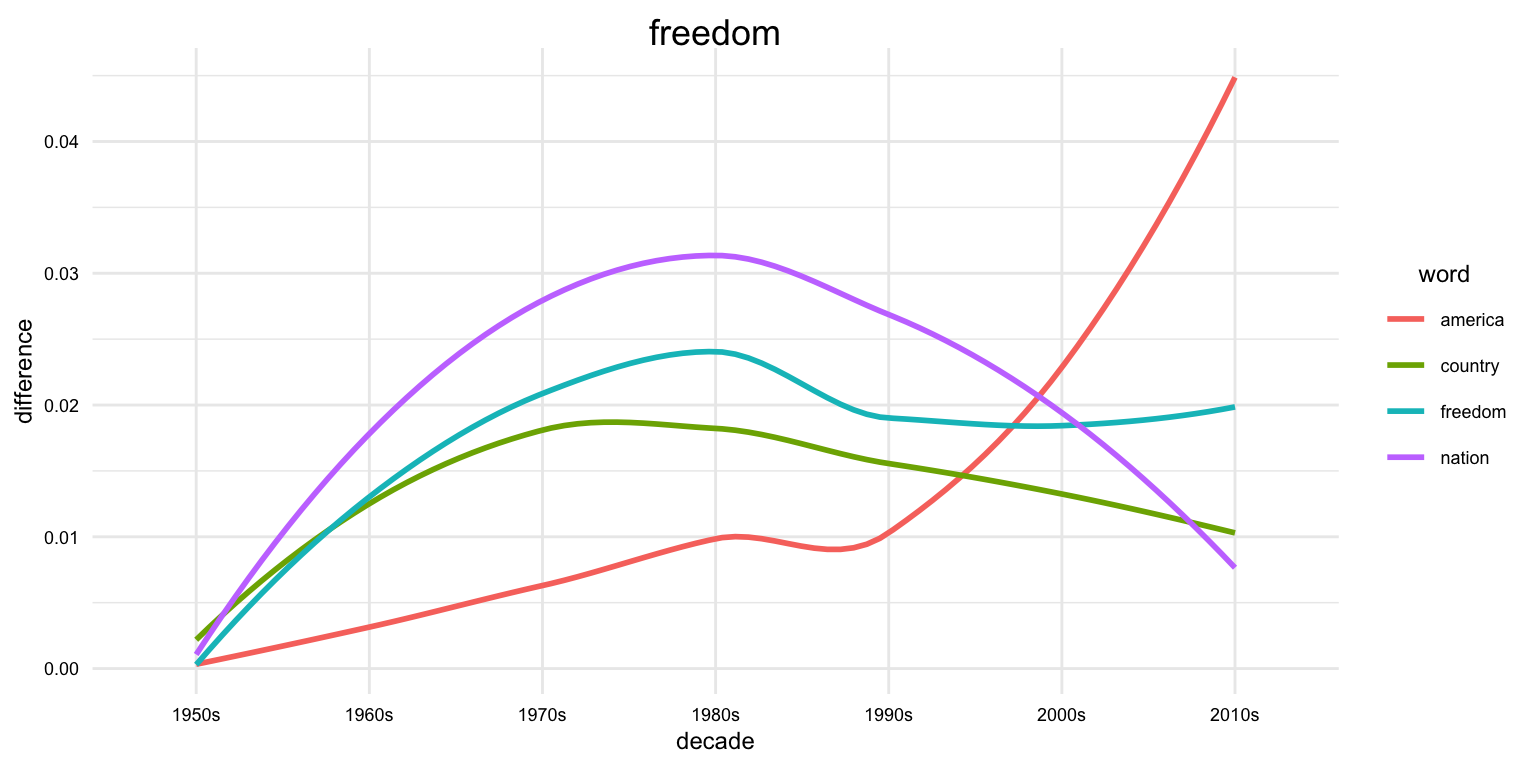 freedom
difference
0.04
0.03
0.02
0.01
0.00
1950s 1960s 1970s 1980s 1990s 2000s 2010s
decade
word
america
country
freedom
nation